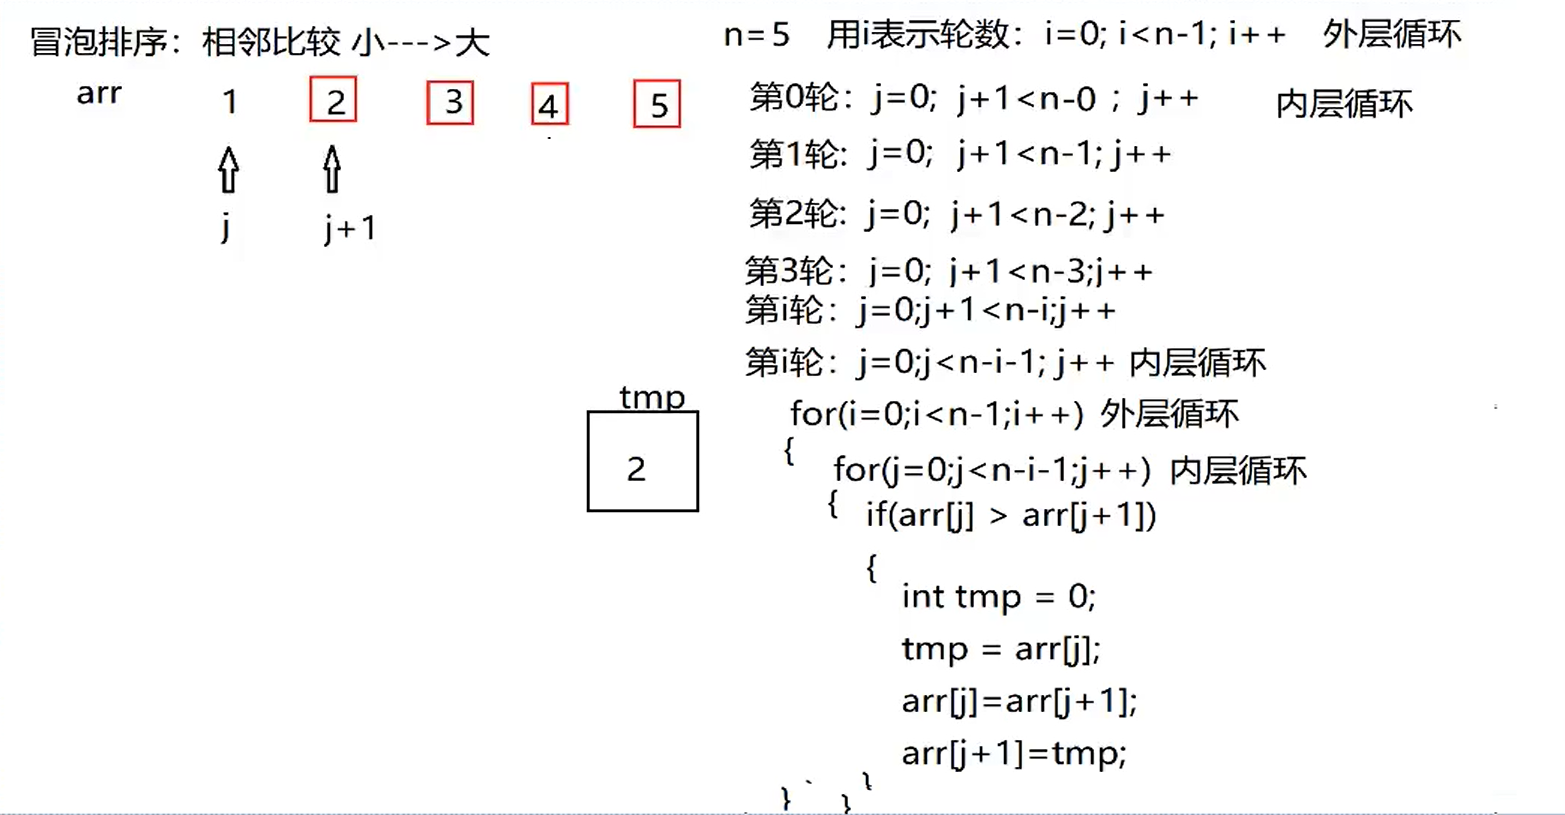 冒泡排序：相邻比较 小--->大
arr 1 2 3 4 5
j j+1
tmp
2
n=5 用i表示轮数：i=0; i<n-1; i++ 外层循环
第0轮：j=0; j+1<n-0 ; j++ 内层循环
第1轮: j=0; j+1<n-1; j++
第2轮: j=0; j+1<n-2; j++
第3轮：j=0; j+1<n-3;j++
第i轮：j=0;j+1<n-i;j++
第i轮：j=0;j<n-i-1; j++ 内层循环
for(i=0;i<n-1;i++) 外层循环
{
for(j=0;j<n-i-1;j++) 内层循环
{ if(arr[j] > arr[j+1])
{
int tmp = 0;
tmp = arr[j];
arr[j]=arr[j+1];
arr[j+1]=tmp;
}
} }